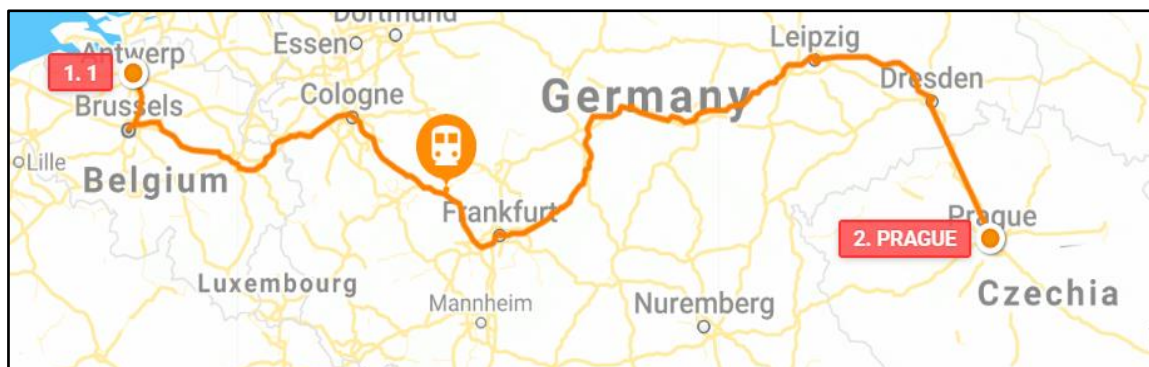 Dortmund
Essen
Leipzig
Antwerp
1. 1
Dresden
Cologne
Germany
Brussels
Lille
Belgium
Frankfurt
Prague
2. PRAGUE
Luxembourg
Mannheim
Nuremberg
Czechia